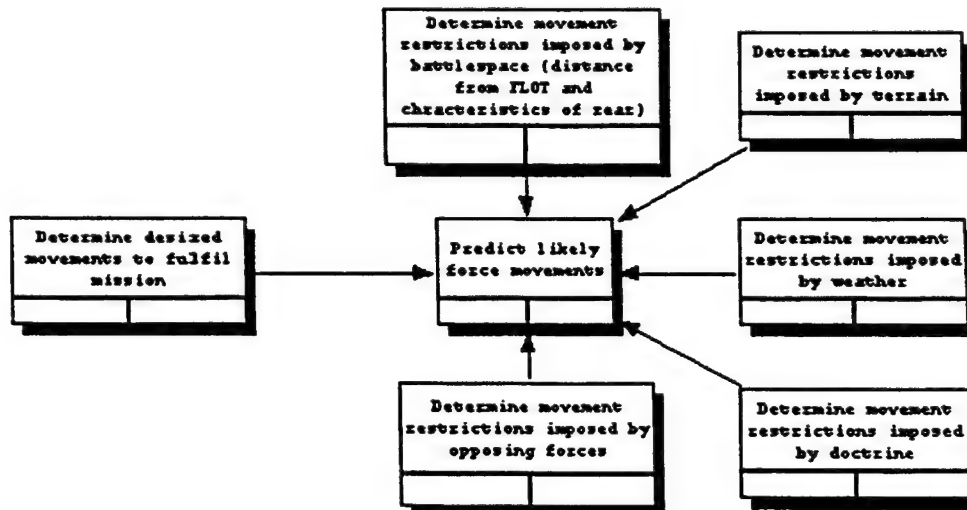 Determine movement
restrictions imposed by
battlespace (distance
from FLOT and
chracteristics of rear)
Determine movement
restrictions
imposed by terrain
Determine desired
movements to fulfil
mission
Predict likely
force movements
Determine movement
restrictions imposed
by weather
Determine movement
restrictions imposed by
opposing forces
Determine movement
restrictions imposed
by doctrine